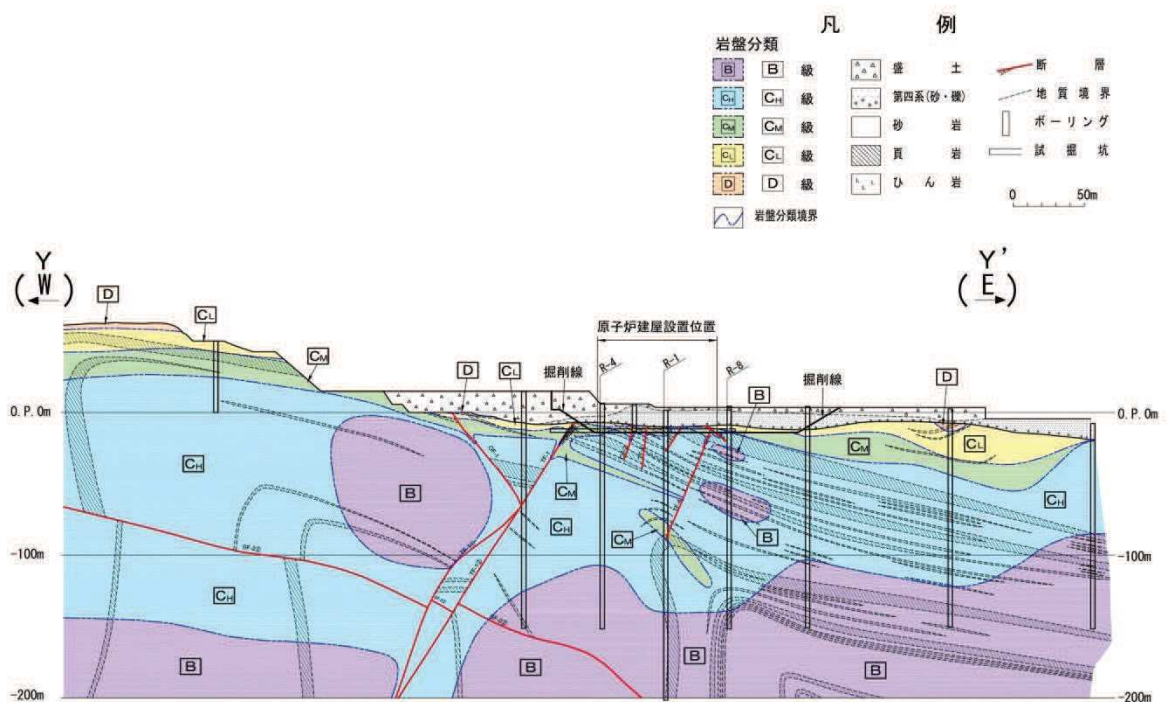 凡 例
岩盤分類
B B 級
CH CH 級
CM CM 級
CL CL 級
D D 級
岩盤分類境界
盛 土
第四系(砂・礫)
砂 岩
頁 岩
ひん岩
断 層
地質境界
ボーリング
試掘坑
0 50m
Y
(W)
Y'
(E)
原子炉建屋設置位置
R-4
R-1
R-8
掘削線
掘削線
D
CL
CM
D
CL
B
D
O.P.0m
O.P.0m
CM
CL
CH
B
CM
CH
CH
CM
B
-100m
-100m
CH
B
B
B
B
-200m
-200m